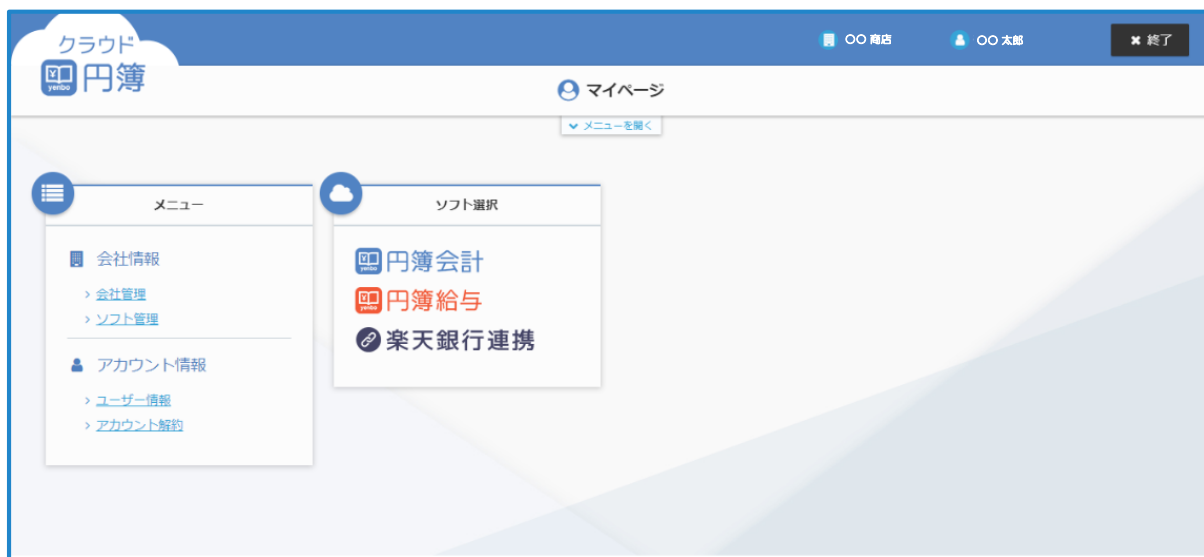 クラウド
円簿
yenbo
〇〇 商店
〇〇 太郎
✖ 終了
マイページ
メニューを開く
メニュー
会社情報
> 会社管理
> ソフト管理
アカウント情報
> ユーザー情報
> アカウント解約
ソフト選択
yenbo 円簿会計
yenbo 円簿給与
楽天銀行連携